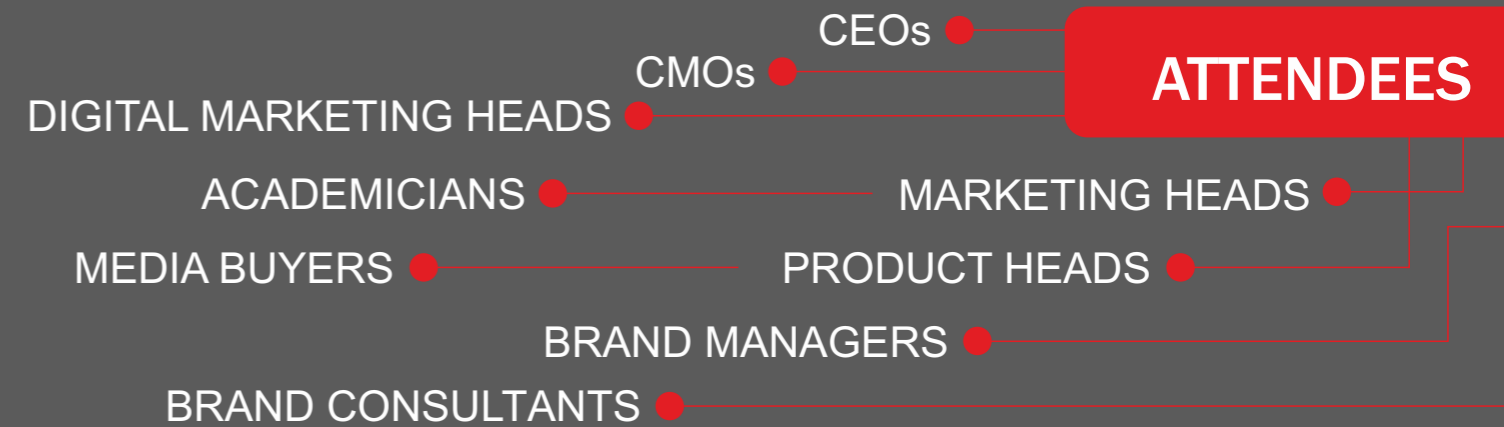 CEOs
ATTENDEES
CMOs
DIGITAL MARKETING HEADS
ACADEMICIANS
MARKETING HEADS
MEDIA BUYERS
PRODUCT HEADS
BRAND MANAGERS
BRAND CONSULTANTS